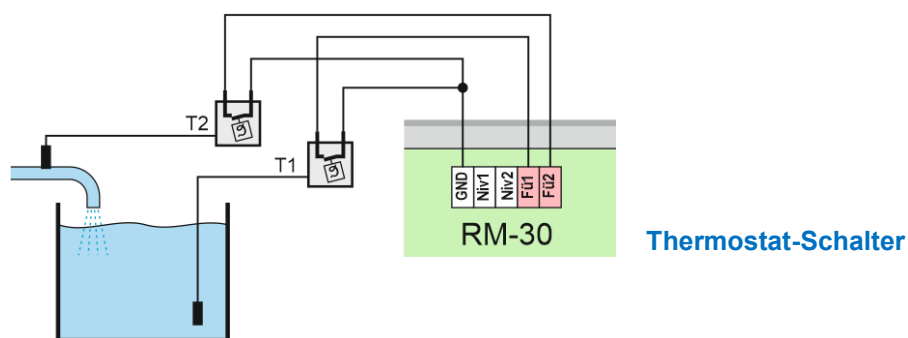 T2
T1
GND
Niv1
Niv2
Fü1
Fü2
RM-30
Thermostat-Schalter